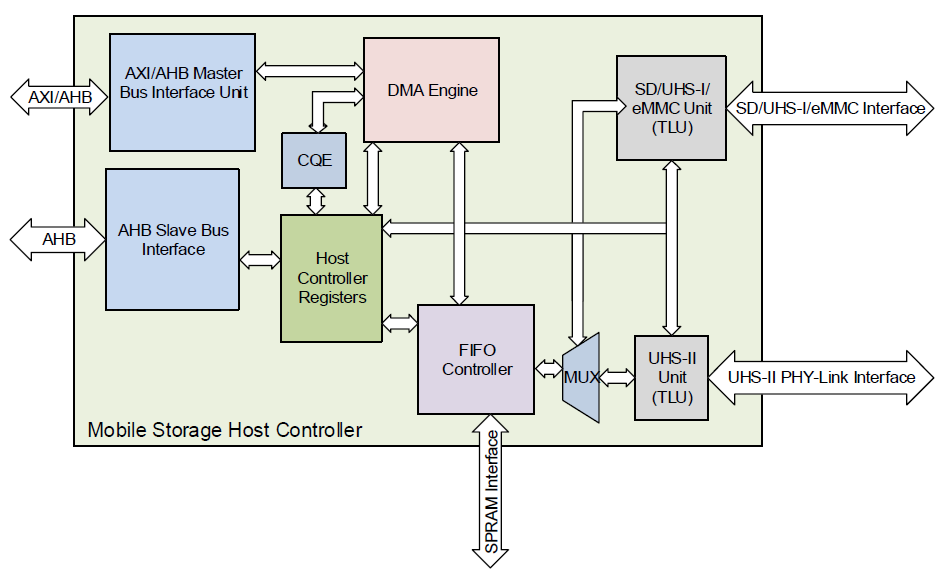 AXI/AHB
AXI/AHB Master
Bus Interface Unit
DMA Engine
SD/UHS-I/
eMMC Unit
(TLU)
SD/UHS-I/eMMC Interface
CQE
AHB
AHB Slave Bus
Interface
Host
Controller
Registers
FIFO
Controller
MUX
UHS-II
Unit
(TLU)
UHS-II PHY-Link Interface
Mobile Storage Host Controller
SPRAM Interface